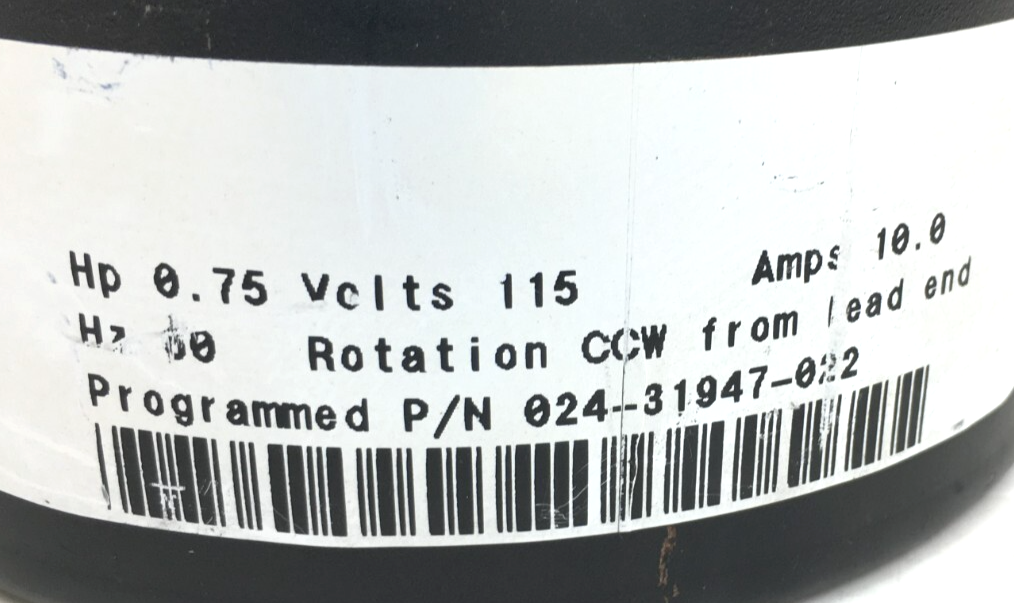 Hp 0.75 Volts 115 Amps 10.0
Hz 60 Rotation CCW from lead end
Programmed P/N 024-31947-022